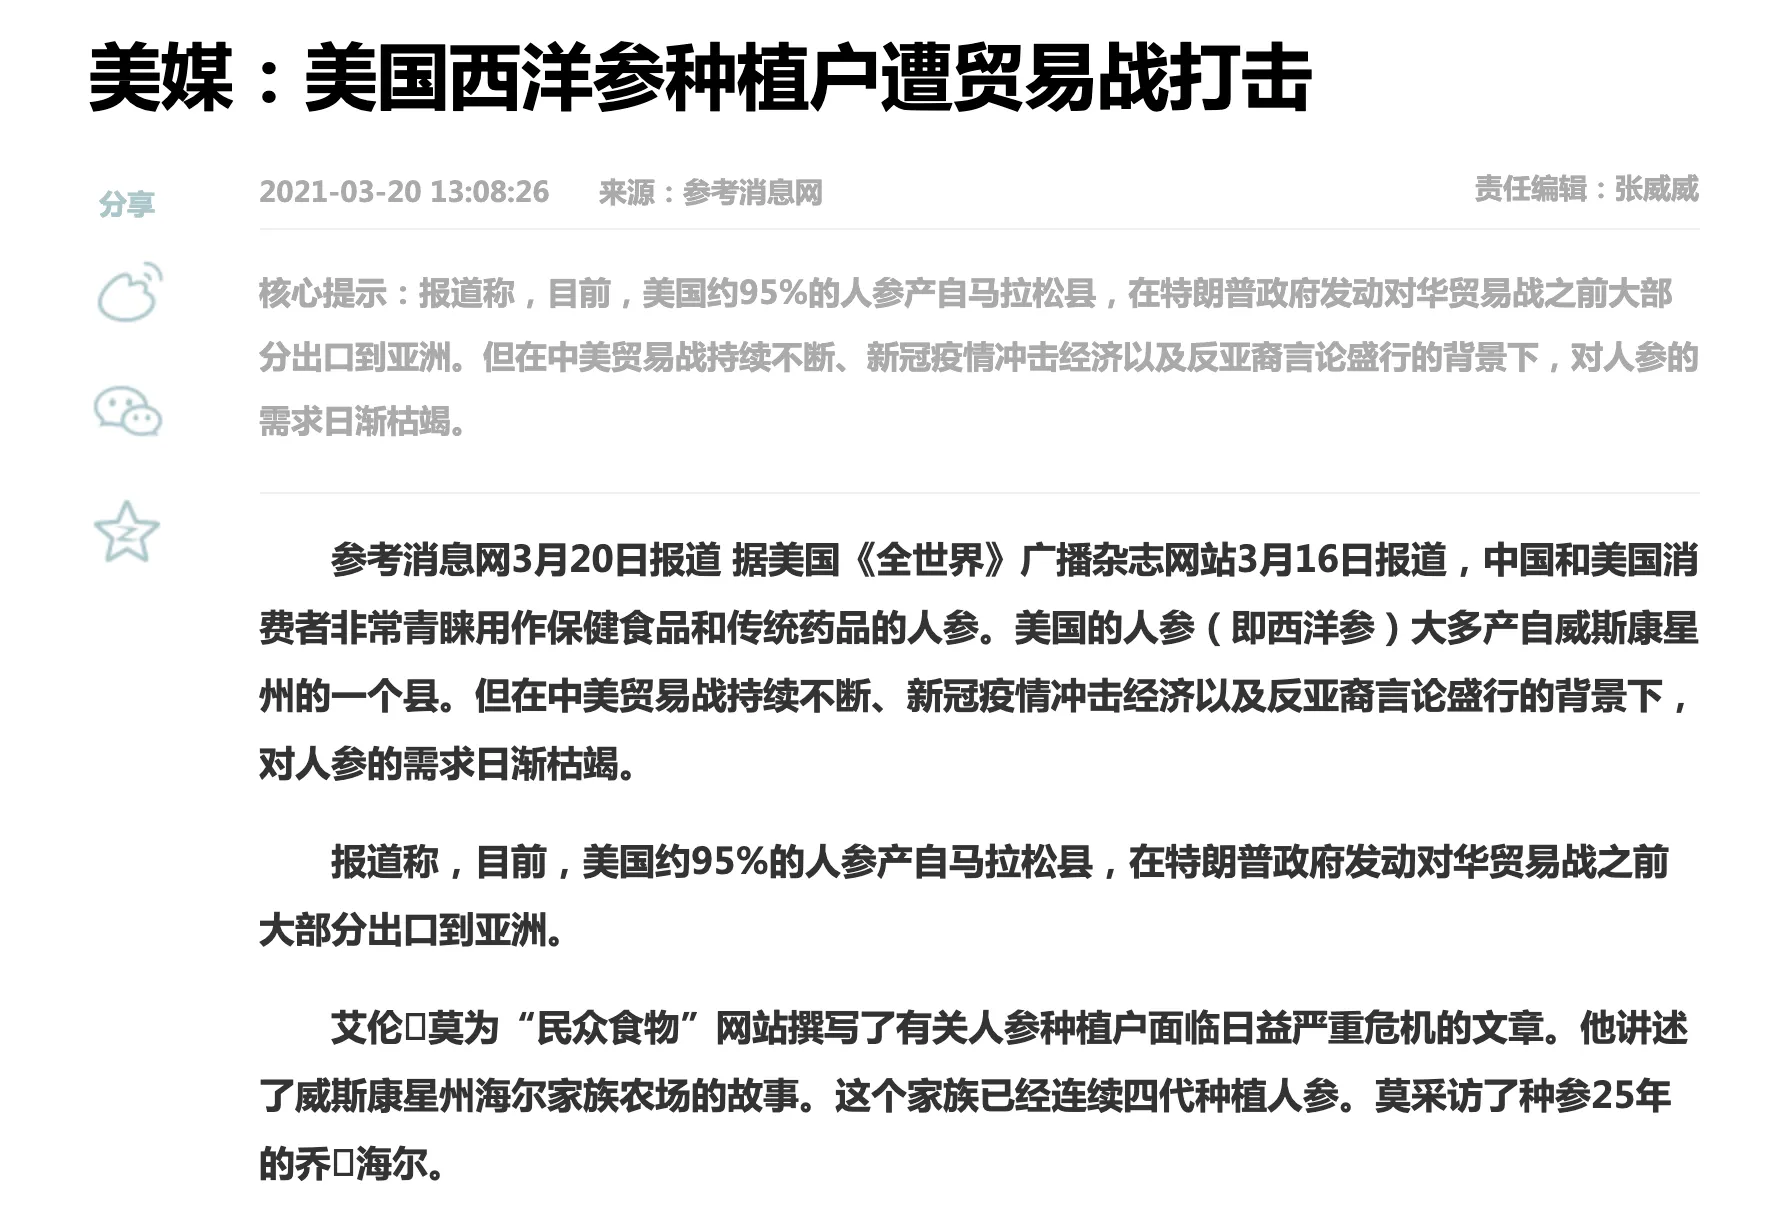 美媒：美国西洋参种植户遭贸易战打击
分享
2021-03-20 13:08:26 来源：参考消息网 责任编辑：张威威
核心提示：报道称，目前，美国约95%的人参产自马拉松县，在特朗普政府发动对华贸易战之前大部
分出口到亚洲。但在中美贸易战持续不断、新冠疫情冲击经济以及反亚裔言论盛行的背景下，对人参的
需求日渐枯竭。
参考消息网3月20日报道 据美国《全世界》广播杂志网站3月16日报道，中国和美国消
费者非常青睐用作保健食品和传统药品的人参。美国的人参（即西洋参）大多产自威斯康星
州的一个县。但在中美贸易战持续不断、新冠疫情冲击经济以及反亚裔言论盛行的背景下，
对人参的需求日渐枯竭。
报道称，目前，美国约95%的人参产自马拉松县，在特朗普政府发动对华贸易战之前
大部分出口到亚洲。
艾伦▯莫为“民众食物”网站撰写了有关人参种植户面临日益严重危机的文章。他讲述
了威斯康星州海尔家族农场的故事。这个家族已经连续四代种植人参。莫采访了种参25年
的乔▯海尔。